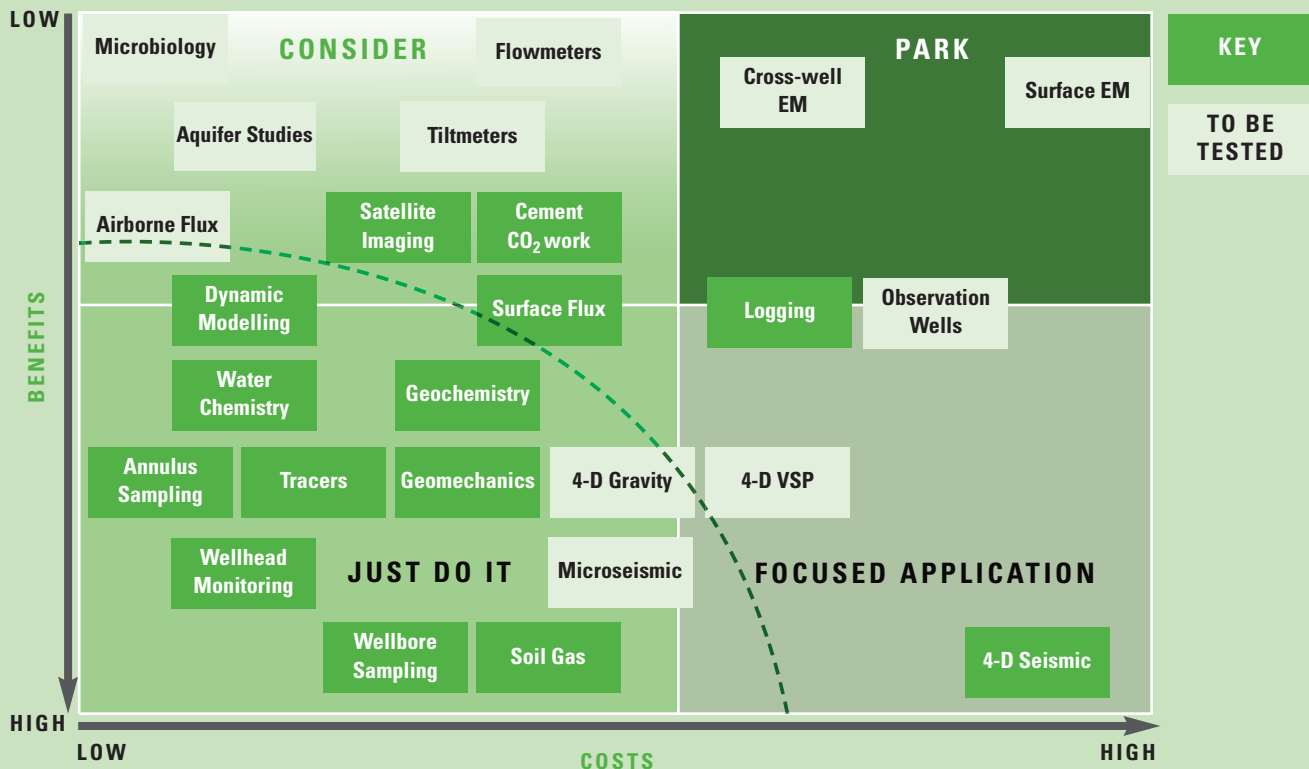 LOW
Microbiology
CONSIDER
Flowmeters
PARK
KEY
Cross-well
EM
Surface EM
TO BE
TESTED
Aquifer Studies
Tiltmeters
Airborne Flux
Satellite
Imaging
Cement
CO₂ work
Dynamic
Modelling
Surface Flux
Logging
Observation
Wells
BENEFITS
Water
Chemistry
Geochemistry
Annulus
Sampling
Tracers
Geomechanics
4-D Gravity
4-D VSP
Wellhead
Monitoring
JUST DO IT
Microseismic
FOCUSED APPLICATION
Wellbore
Sampling
Soil Gas
4-D Seismic
HIGH
LOW
COSTS
HIGH